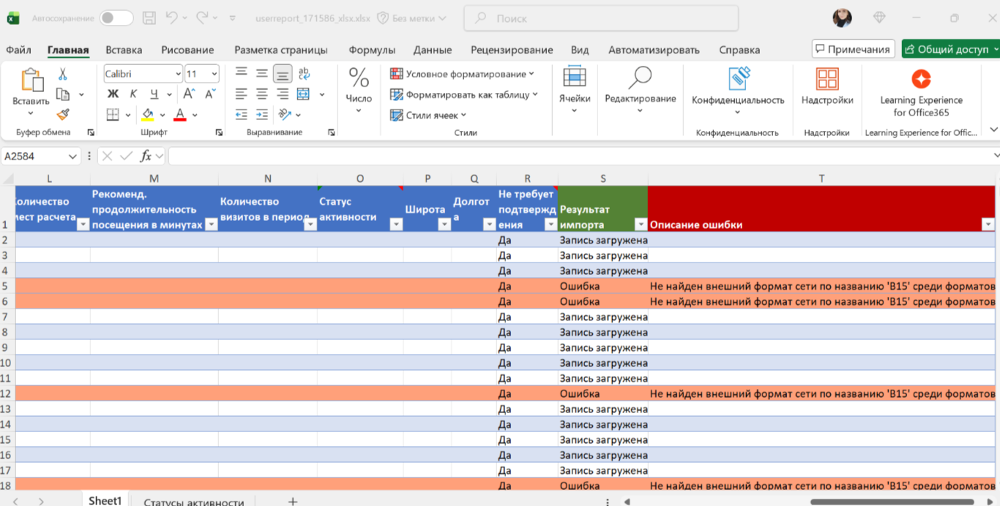 Автосохранение
userreport_171586_xlsx.xlsx
Без метки
Поиск
Файл Главная Вставка Рисование Разметка страницы Формулы Данные Рецензирование Вид Автоматизировать Справка
Примечания
Общий доступ
Вставить
Буфер обмена
Calibri 11
Ж К Ч
Шрифт
ab
Выравнивание
%
Число
Условное форматирование
Форматировать как таблицу
Стили ячеек
Стили
Ячейки
Редактирование
Конфиденциальность
Конфиденциальность
Надстройки
Надстройки
Learning Experience
for Office365
Learning Experience for Offic...
A2584
fx
L M N O P Q R S T
1 оличество
мест расчета
Рекоменд.
продолжительность
посещения в минутах
Количество
визитов в период
Статус
активности
Широта
Долгот
а
Не требует
подтвержд
ения
Результат
импорта
Описание ошибки
2 Да Запись загружена
3 Да Запись загружена
4 Да Запись загружена
5 Да Ошибка Не найден внешний формат сети по названию 'B15' среди форматов
6 Да Ошибка Не найден внешний формат сети по названию 'B15' среди форматов
7 Да Запись загружена
8 Да Запись загружена
9 Да Запись загружена
10 Да Запись загружена
11 Да Запись загружена
12 Да Ошибка Не найден внешний формат сети по названию 'B15' среди форматов
13 Да Запись загружена
14 Да Запись загружена
15 Да Запись загружена
16 Да Запись загружена
17 Да Запись загружена
18 Да Ошибка Не найден внешний формат сети по названию 'B15' среди форматов
Sheet1 Статусы активности